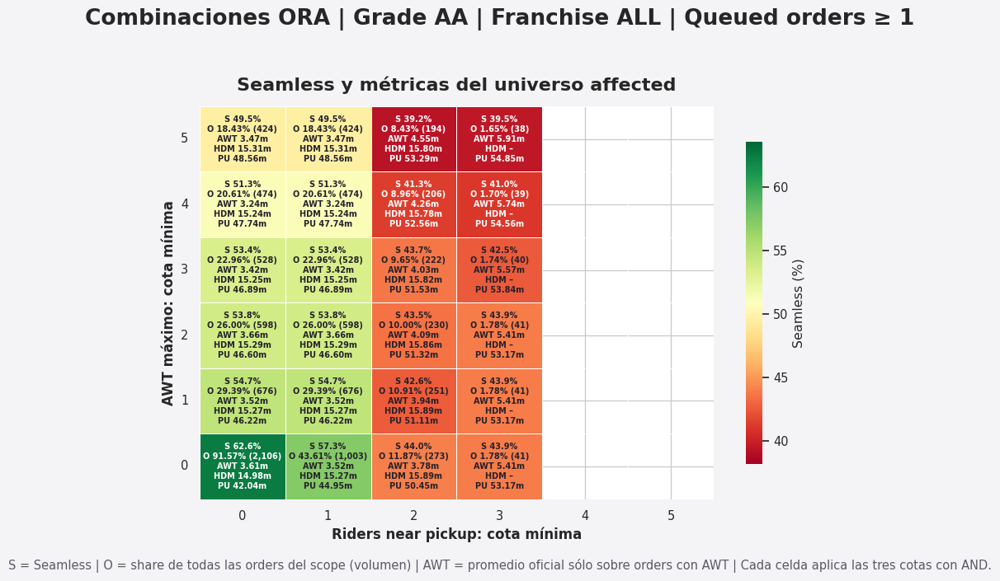 Combinaciones ORA | Grade AA | Franchise ALL | Queued orders ≥ 1
Seamless y métricas del universo affected
AWT máximo: cota mínima
5
S 49.5%
O 18.43% (424)
AWT 3.47m
HDM 15.31m
PU 48.56m
S 49.5%
O 18.43% (424)
AWT 3.47m
HDM 15.31m
PU 48.56m
S 39.2%
O 8.43% (194)
AWT 4.55m
HDM 15.80m
PU 53.29m
S 39.5%
O 1.65% (38)
AWT 5.91m
HDM –
PU 54.85m
4
S 51.3%
O 20.61% (474)
AWT 3.24m
HDM 15.24m
PU 47.74m
S 51.3%
O 20.61% (474)
AWT 3.24m
HDM 15.24m
PU 47.74m
S 41.3%
O 8.96% (206)
AWT 4.26m
HDM 15.78m
PU 52.56m
S 41.0%
O 1.70% (39)
AWT 5.74m
HDM –
PU 54.56m
3
S 53.4%
O 22.96% (528)
AWT 3.42m
HDM 15.25m
PU 46.89m
S 53.4%
O 22.96% (528)
AWT 3.42m
HDM 15.25m
PU 46.89m
S 43.7%
O 9.65% (222)
AWT 4.03m
HDM 15.82m
PU 51.53m
S 42.5%
O 1.74% (40)
AWT 5.57m
HDM –
PU 53.84m
2
S 53.8%
O 26.00% (598)
AWT 3.66m
HDM 15.29m
PU 46.60m
S 53.8%
O 26.00% (598)
AWT 3.66m
HDM 15.29m
PU 46.60m
S 43.5%
O 10.00% (230)
AWT 4.09m
HDM 15.86m
PU 51.32m
S 43.9%
O 1.78% (41)
AWT 5.41m
HDM –
PU 53.17m
1
S 54.7%
O 29.39% (676)
AWT 3.52m
HDM 15.27m
PU 46.22m
S 54.7%
O 29.39% (676)
AWT 3.52m
HDM 15.27m
PU 46.22m
S 42.6%
O 10.91% (251)
AWT 3.94m
HDM 15.89m
PU 51.11m
S 43.9%
O 1.78% (41)
AWT 5.41m
HDM –
PU 53.17m
0
S 62.6%
O 91.57% (2,106)
AWT 3.61m
HDM 14.98m
PU 42.04m
S 57.3%
O 43.61% (1,003)
AWT 3.52m
HDM 15.27m
PU 44.95m
S 44.0%
O 11.87% (273)
AWT 3.78m
HDM 15.89m
PU 50.45m
S 43.9%
O 1.78% (41)
AWT 5.41m
HDM –
PU 53.17m
0 1 2 3 4 5
Riders near pickup: cota mínima
60
55
50
45
40
Seamless (%)
S = Seamless | O = share de todas las orders del scope (volumen) | AWT = promedio oficial sólo sobre orders con AWT | Cada celda aplica las tres cotas con AND.